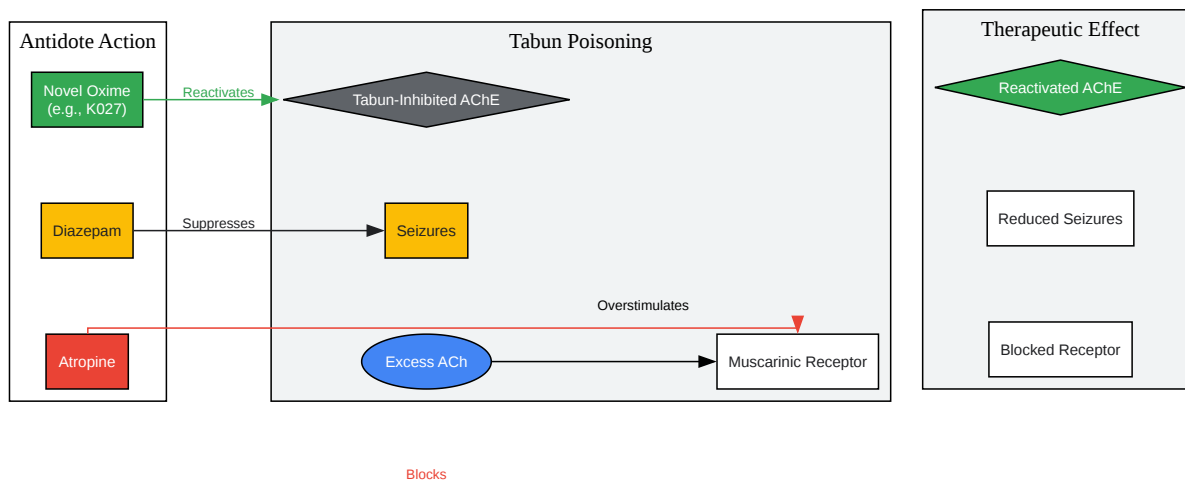 Antidote Action
Novel Oxime
(e.g., K027)
Diazepam
Atropine
Reactivates
Suppresses
Tabun Poisoning
Tabun-Inhibited AChE
Seizures
Overstimulates
Excess ACh
Muscarinic Receptor
Therapeutic Effect
Reactivated AChE
Reduced Seizures
Blocked Receptor
Blocks